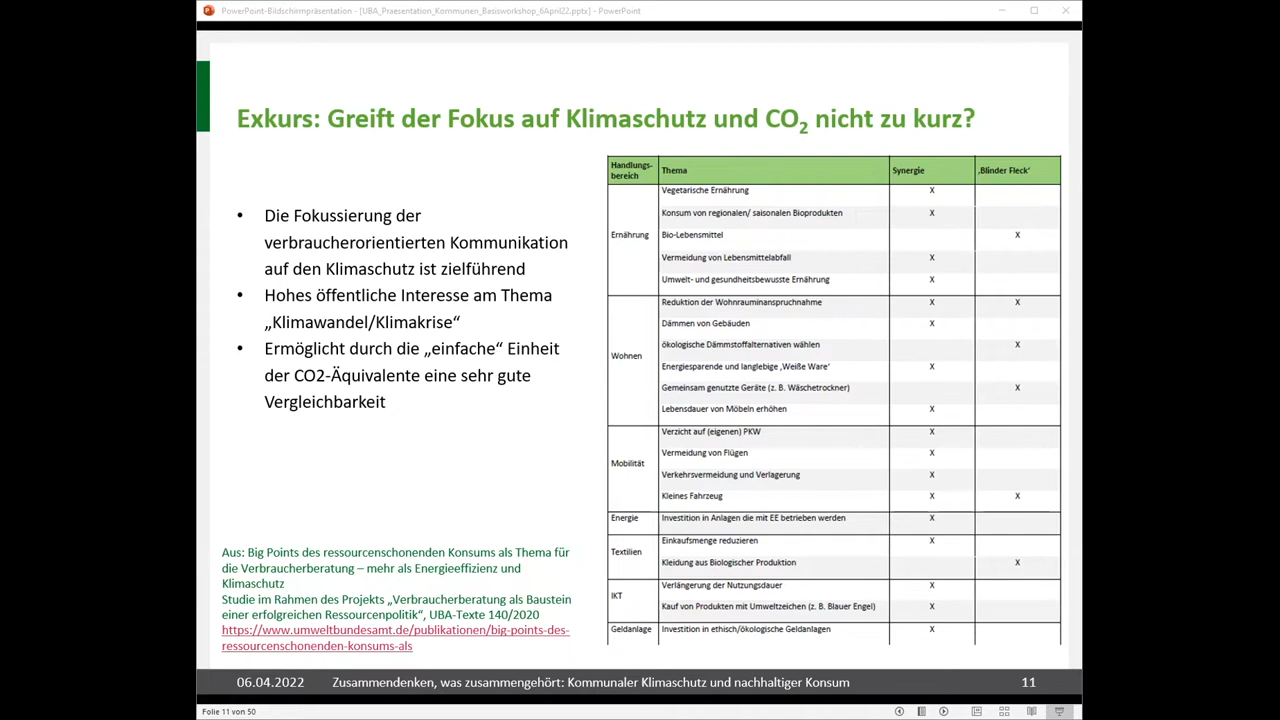 PowerPoint-Bildschirmpräsentation - [UBA_Praesentation_Kommunen_Basisworkshop_6April22.pptx] - PowerPoint
Exkurs: Greift der Fokus auf Klimaschutz und CO2 nicht zu kurz?
• Die Fokussierung der
verbraucherorientierten Kommunikation
auf den Klimaschutz ist zielführend
• Hohes öffentliche Interesse am Thema
„Klimawandel/Klimakrise“
• Ermöglicht durch die „einfache“ Einheit
der CO2-Äquivalente eine sehr gute
Vergleichbarkeit
Aus: Big Points des ressourcenschonenden Konsums als Thema für
die Verbraucherberatung – mehr als Energieeffizienz und
Klimaschutz
Studie im Rahmen des Projekts „Verbraucherberatung als Baustein
einer erfolgreichen Ressourcenpolitik“, UBA-Texte 140/2020
https://www.umweltbundesamt.de/publikationen/big-points-des-
ressourcenschonenden-konsums-als
Handlungs-
bereich Thema Synergie ‚Blinder Fleck‘
Vegetarische Ernährung X
Konsum von regionalen/ saisonalen Bioprodukten X
Ernährung Bio-Lebensmittel X
Vermeidung von Lebensmittelabfall X
Umwelt- und gesundheitsbewusste Ernährung X
Reduktion der Wohnrauminanspruchnahme X X
Dämmen von Gebäuden X
ökologische Dämmstoffalternativen wählen X
Wohnen
Energiesparende und langlebige ‚Weiße Ware‘ X
Gemeinsam genutzte Geräte (z. B. Wäschetrockner) X
Lebensdauer von Möbeln erhöhen X
Verzicht auf (eigenen) PKW X
Vermeidung von Flügen X
Mobilität
Verkehrsvermeidung und Verlagerung X
Kleines Fahrzeug X X
Energie Investition in Anlagen die mit EE betrieben werden X
Einkaufsmenge reduzieren X
Textilien
Kleidung aus Biologischer Produktion X
Verlängerung der Nutzungsdauer X
IKT
Kauf von Produkten mit Umweltzeichen (z. B. Blauer Engel) X
Geldanlage Investition in ethisch/ökologische Geldanlagen X
06.04.2022 Zusammendenken, was zusammengehört: Kommunaler Klimaschutz und nachhaltiger Konsum 11
Folie 11 von 50